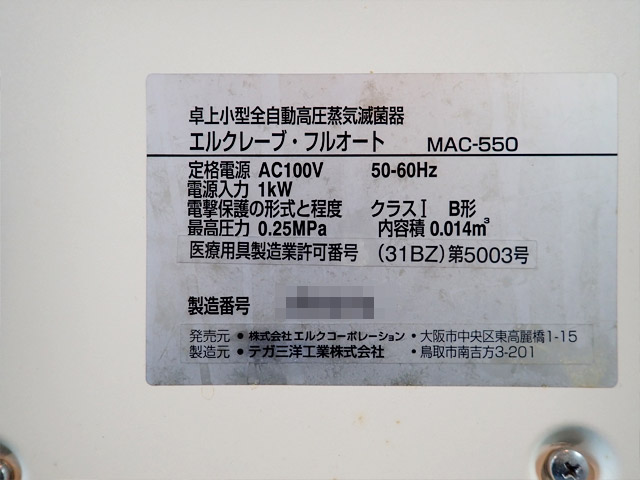 卓上小型全自動高圧蒸気滅菌器
エルクレーブ・フルオート MAC-550
定格電源 AC100V 50-60Hz
電源入力 1kW
電撃保護の形式と程度 クラスⅠ B形
最高圧力 0.25MPa 内容積 0.014m³
医療用具製造業許可番号 (31BZ)第5003号
製造番号
発売元 • 株式会社エルクコーポレーション • 大阪市中央区東高麗橋1-15
製造元 • テガ三洋工業株式会社 • 鳥取市南吉方3-201